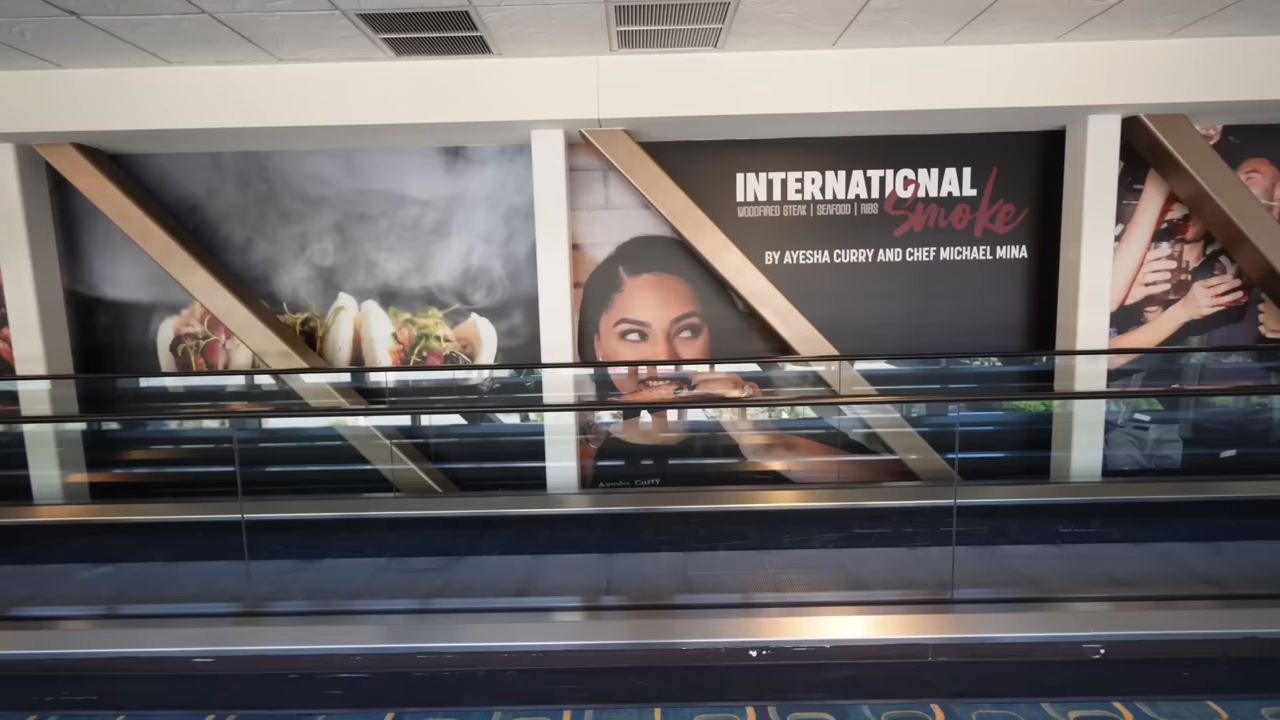 INTERNATIONAL
Smoke
WOODFIRED STEAK | SEAFOOD | RIBS
BY AYESHA CURRY AND CHEF MICHAEL MINA
Ayesha Curry